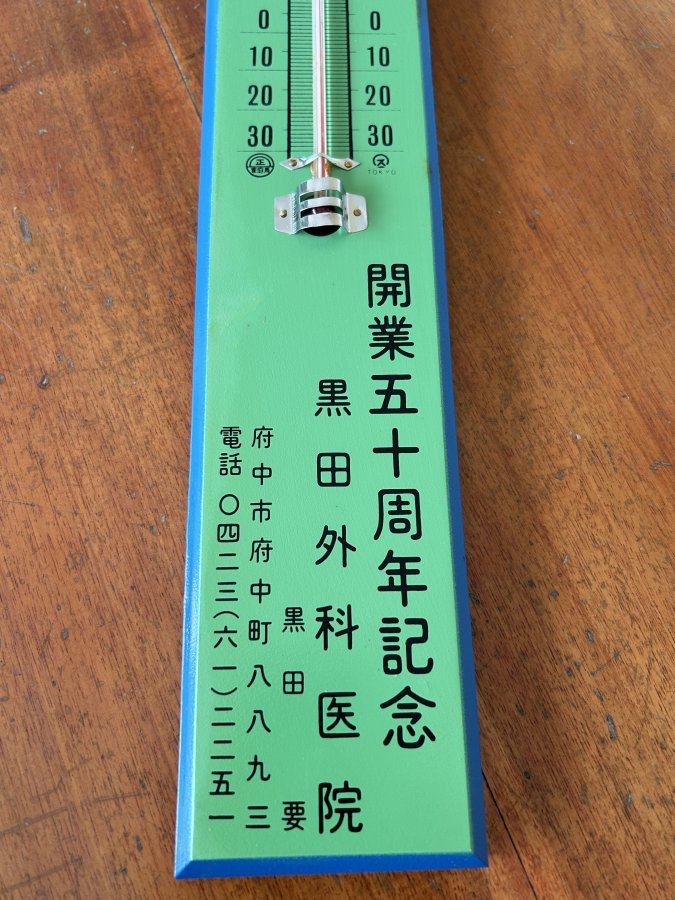 0 0
10 10
20 20
30 30
正
TOKYO
開業五十周年記念
黒田外科医院
黒田 要
府中市府中町八八九三
電話〇四二三(六一)二二五一